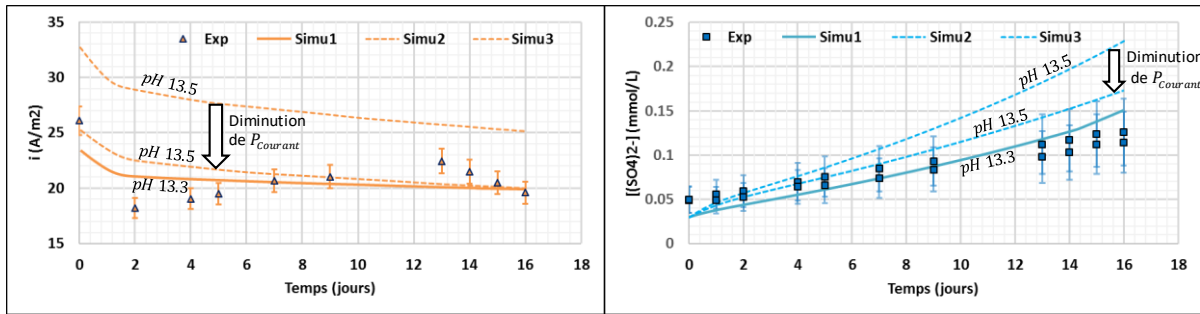 35
30
25
20
15
i (A/m2)
Exp Simu1 Simu2 Simu3
pH 13.5
Diminution
de P_Courant
pH 13.5
pH 13.3
0 2 4 6 8 10 12 14 16 18
Temps (jours)
0.25
0.2
0.15
0.1
0.05
0
[(SO4)2-] (mmol/L)
Exp Simu1 Simu2 Simu3
pH 13.5
Diminution
de P_Courant
pH 13.5
pH 13.3
0 2 4 6 8 10 12 14 16 18
Temps (jours)